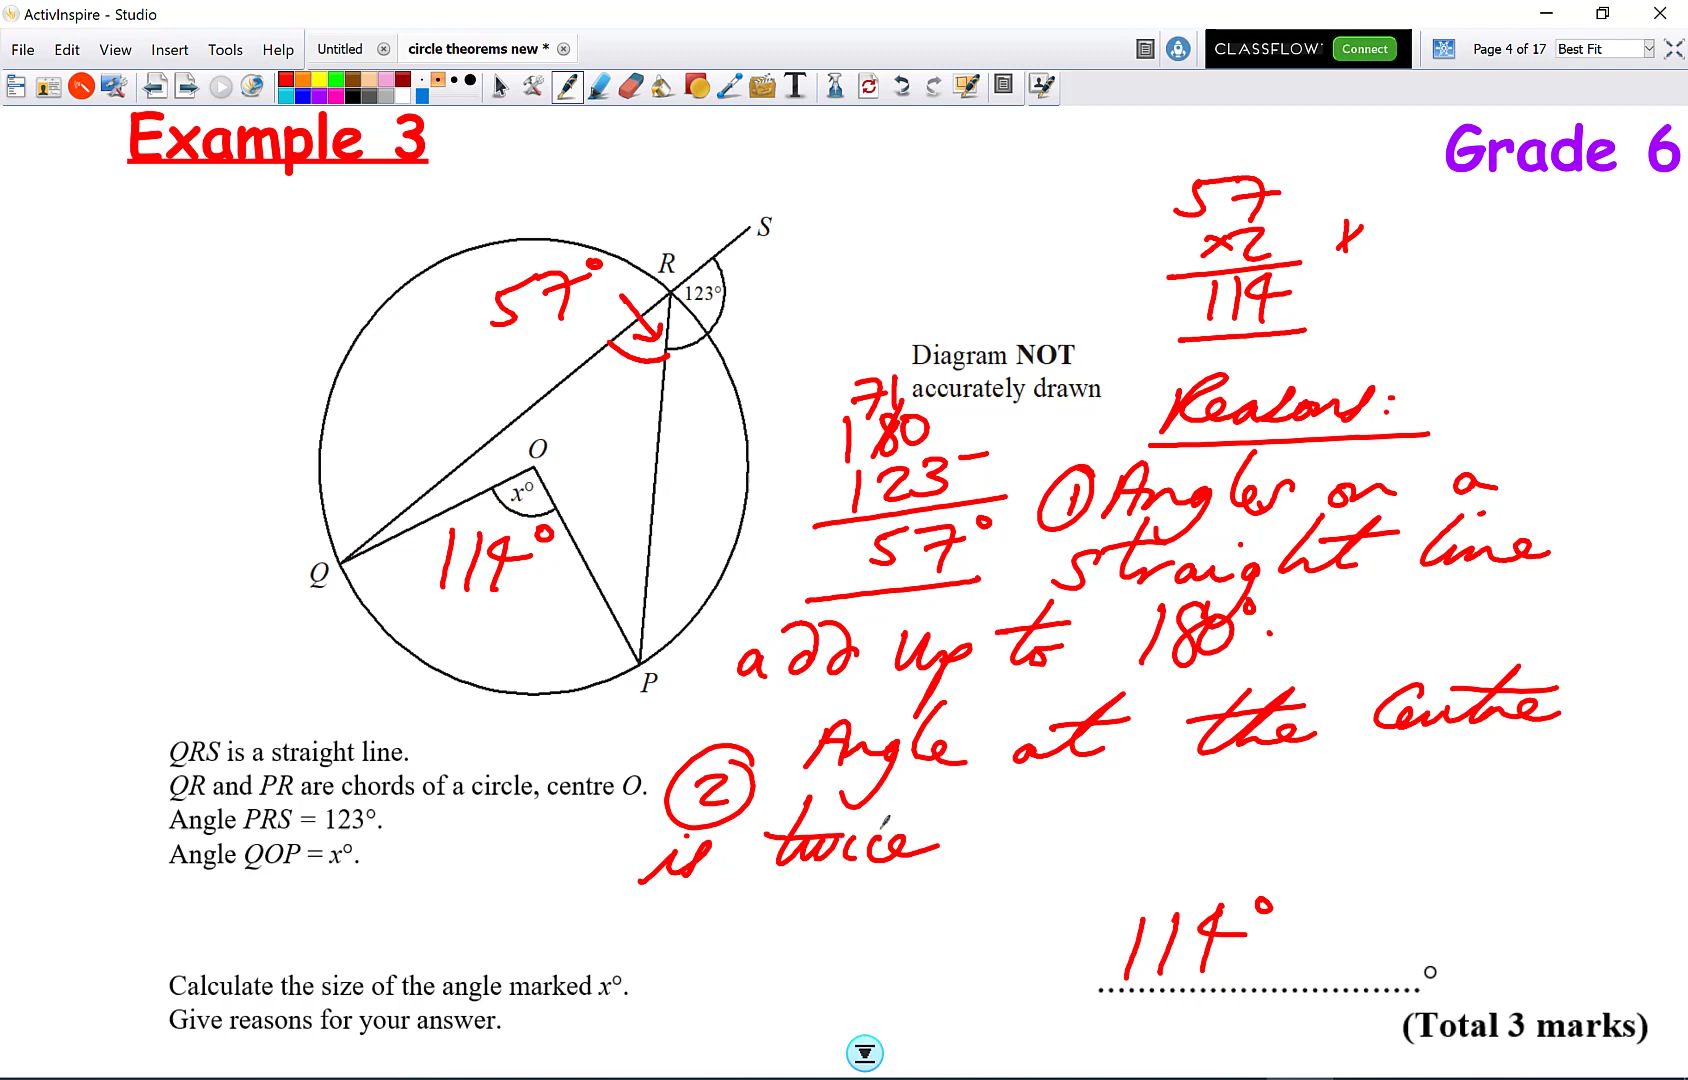 ActivInspire - Studio
File Edit View Insert Tools Help
Untitled
circle theorems new *
CLASSFLOW
Connect
Page 4 of 17
Best Fit
T
Example 3
Grade 6
57
×2 ×
114
S
R
57°
123°
Diagram NOT
accurately drawn
71
180
123 –
57°
Reasons:
O
x°
114°
Q
P
① Angles on a
straight line
add up to 180°.
② Angle at the centre
is twice
QRS is a straight line.
QR and PR are chords of a circle, centre O.
Angle PRS = 123°.
Angle QOP = x°.
114°
.................................°
Calculate the size of the angle marked x°.
Give reasons for your answer.
(Total 3 marks)